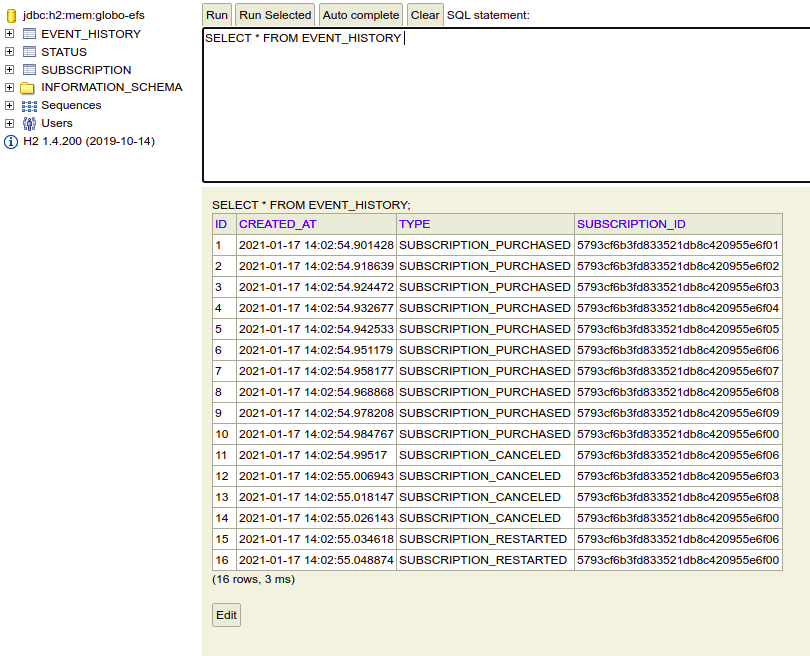 jdbc:h2:mem:globo-efs
EVENT_HISTORY
STATUS
SUBSCRIPTION
INFORMATION_SCHEMA
Sequences
Users
H2 1.4.200 (2019-10-14)
Run Run Selected Auto complete Clear SQL statement:
SELECT * FROM EVENT_HISTORY
SELECT * FROM EVENT_HISTORY;
ID CREATED_AT TYPE SUBSCRIPTION_ID
1 2021-01-17 14:02:54.901428 SUBSCRIPTION_PURCHASED 5793cf6b3fd833521db8c420955e6f01
2 2021-01-17 14:02:54.918639 SUBSCRIPTION_PURCHASED 5793cf6b3fd833521db8c420955e6f02
3 2021-01-17 14:02:54.924472 SUBSCRIPTION_PURCHASED 5793cf6b3fd833521db8c420955e6f03
4 2021-01-17 14:02:54.932677 SUBSCRIPTION_PURCHASED 5793cf6b3fd833521db8c420955e6f04
5 2021-01-17 14:02:54.942533 SUBSCRIPTION_PURCHASED 5793cf6b3fd833521db8c420955e6f05
6 2021-01-17 14:02:54.951179 SUBSCRIPTION_PURCHASED 5793cf6b3fd833521db8c420955e6f06
7 2021-01-17 14:02:54.958177 SUBSCRIPTION_PURCHASED 5793cf6b3fd833521db8c420955e6f07
8 2021-01-17 14:02:54.968868 SUBSCRIPTION_PURCHASED 5793cf6b3fd833521db8c420955e6f08
9 2021-01-17 14:02:54.978208 SUBSCRIPTION_PURCHASED 5793cf6b3fd833521db8c420955e6f09
10 2021-01-17 14:02:54.984767 SUBSCRIPTION_PURCHASED 5793cf6b3fd833521db8c420955e6f00
11 2021-01-17 14:02:54.99517 SUBSCRIPTION_CANCELED 5793cf6b3fd833521db8c420955e6f06
12 2021-01-17 14:02:55.006943 SUBSCRIPTION_CANCELED 5793cf6b3fd833521db8c420955e6f03
13 2021-01-17 14:02:55.018147 SUBSCRIPTION_CANCELED 5793cf6b3fd833521db8c420955e6f08
14 2021-01-17 14:02:55.026143 SUBSCRIPTION_CANCELED 5793cf6b3fd833521db8c420955e6f00
15 2021-01-17 14:02:55.034618 SUBSCRIPTION_RESTARTED 5793cf6b3fd833521db8c420955e6f06
16 2021-01-17 14:02:55.048874 SUBSCRIPTION_RESTARTED 5793cf6b3fd833521db8c420955e6f00
(16 rows, 3 ms)
Edit